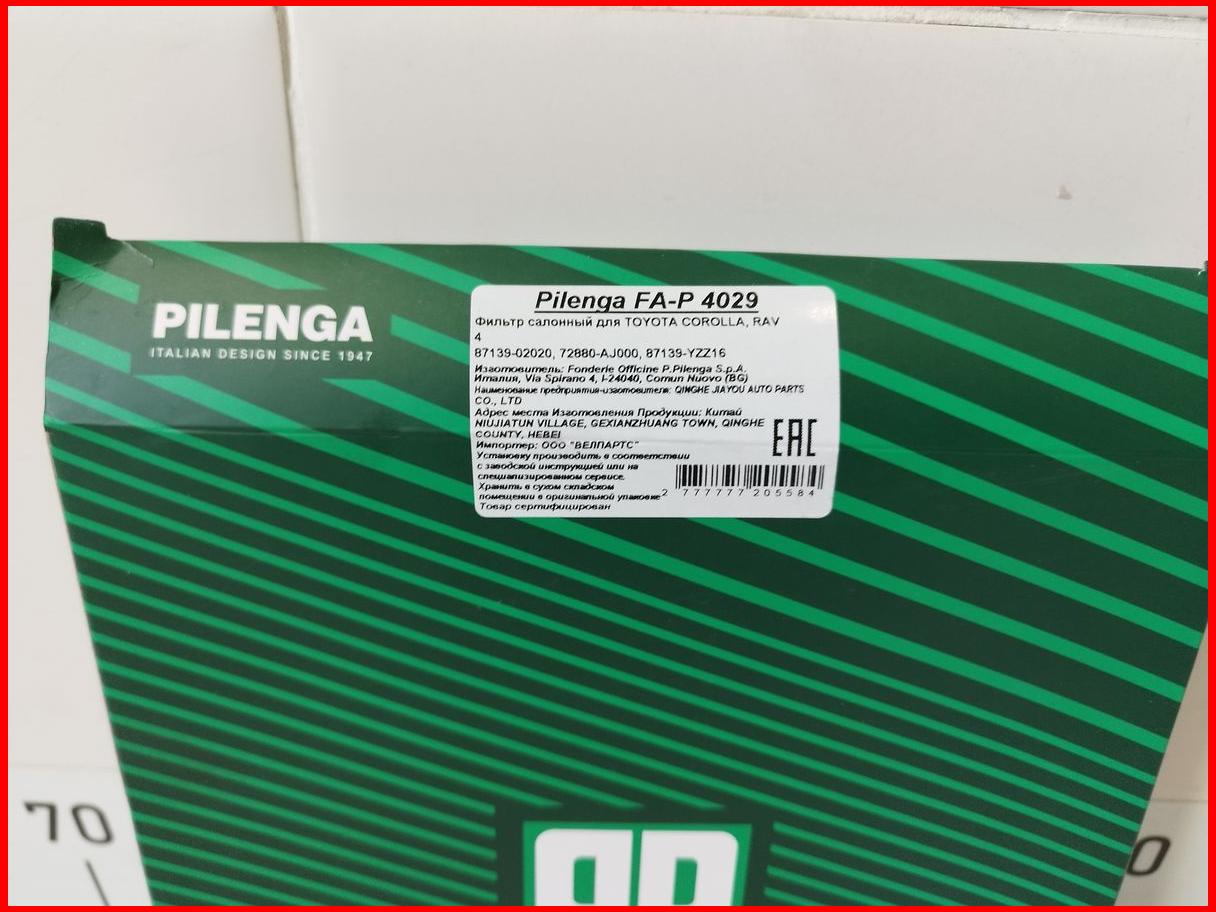 PILENGA
ITALIAN DESIGN SINCE 1947
Pilenga FA-P 4029
Фильтр салонный для TOYOTA COROLLA, RAV
4
87139-02020, 72880-AJ000, 87139-YZZ16
Изготовитель: Fonderie Officine P.Pilenga S.p.A.
Италия, Via Spirano 4, I-24040, Comun Nuovo (BG)
Наименование предприятия-изготовителя: QINGHE JIAYOU AUTO PARTS
CO., LTD
Адрес места Изготовления Продукции: Китай
NIUJIATUN VILLAGE, GEXIANZHUANG TOWN, QINGHE
COUNTY, HEBEI
Импортер: ООО "ВЕЛПАРТС"
Установку производить в соответствии
с заводской инструкцией или на
специализированном сервисе.
Хранить в сухом складском
помещении в оригинальной упаковке
Товар сертифицирован
EAC
2 777777 205584
70
0